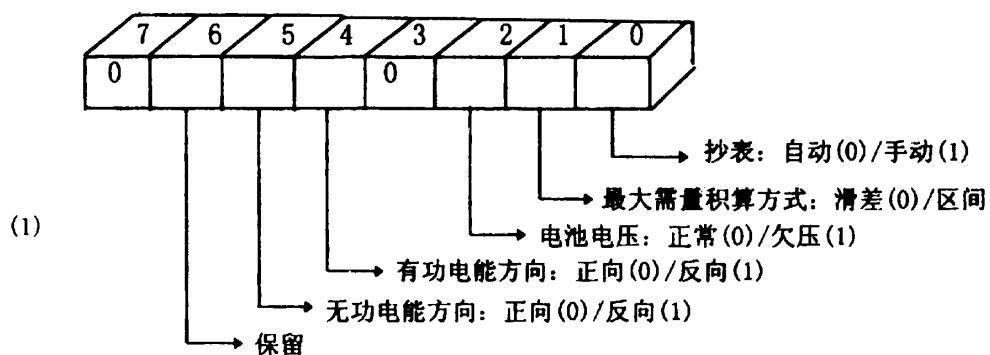 7 6 5 4 3 2 1 0
0 0
抄表：自动(0)/手动(1)
最大需量积算方式：滑差(0)/区间
(1)
电池电压：正常(0)/欠压(1)
有功电能方向：正向(0)/反向(1)
无功电能方向：正向(0)/反向(1)
保留